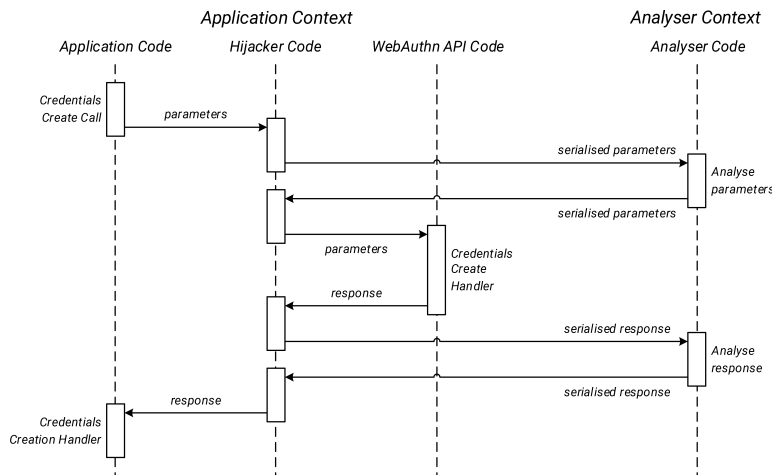 Application Context
Analyser Context
Application Code
Hijacker Code
WebAuthn API Code
Analyser Code
Credentials
Create Call
parameters
serialised parameters
Analyse
parameters
serialised parameters
parameters
Credentials
Create
Handler
response
serialised response
Analyse
response
serialised response
response
Credentials
Creation Handler